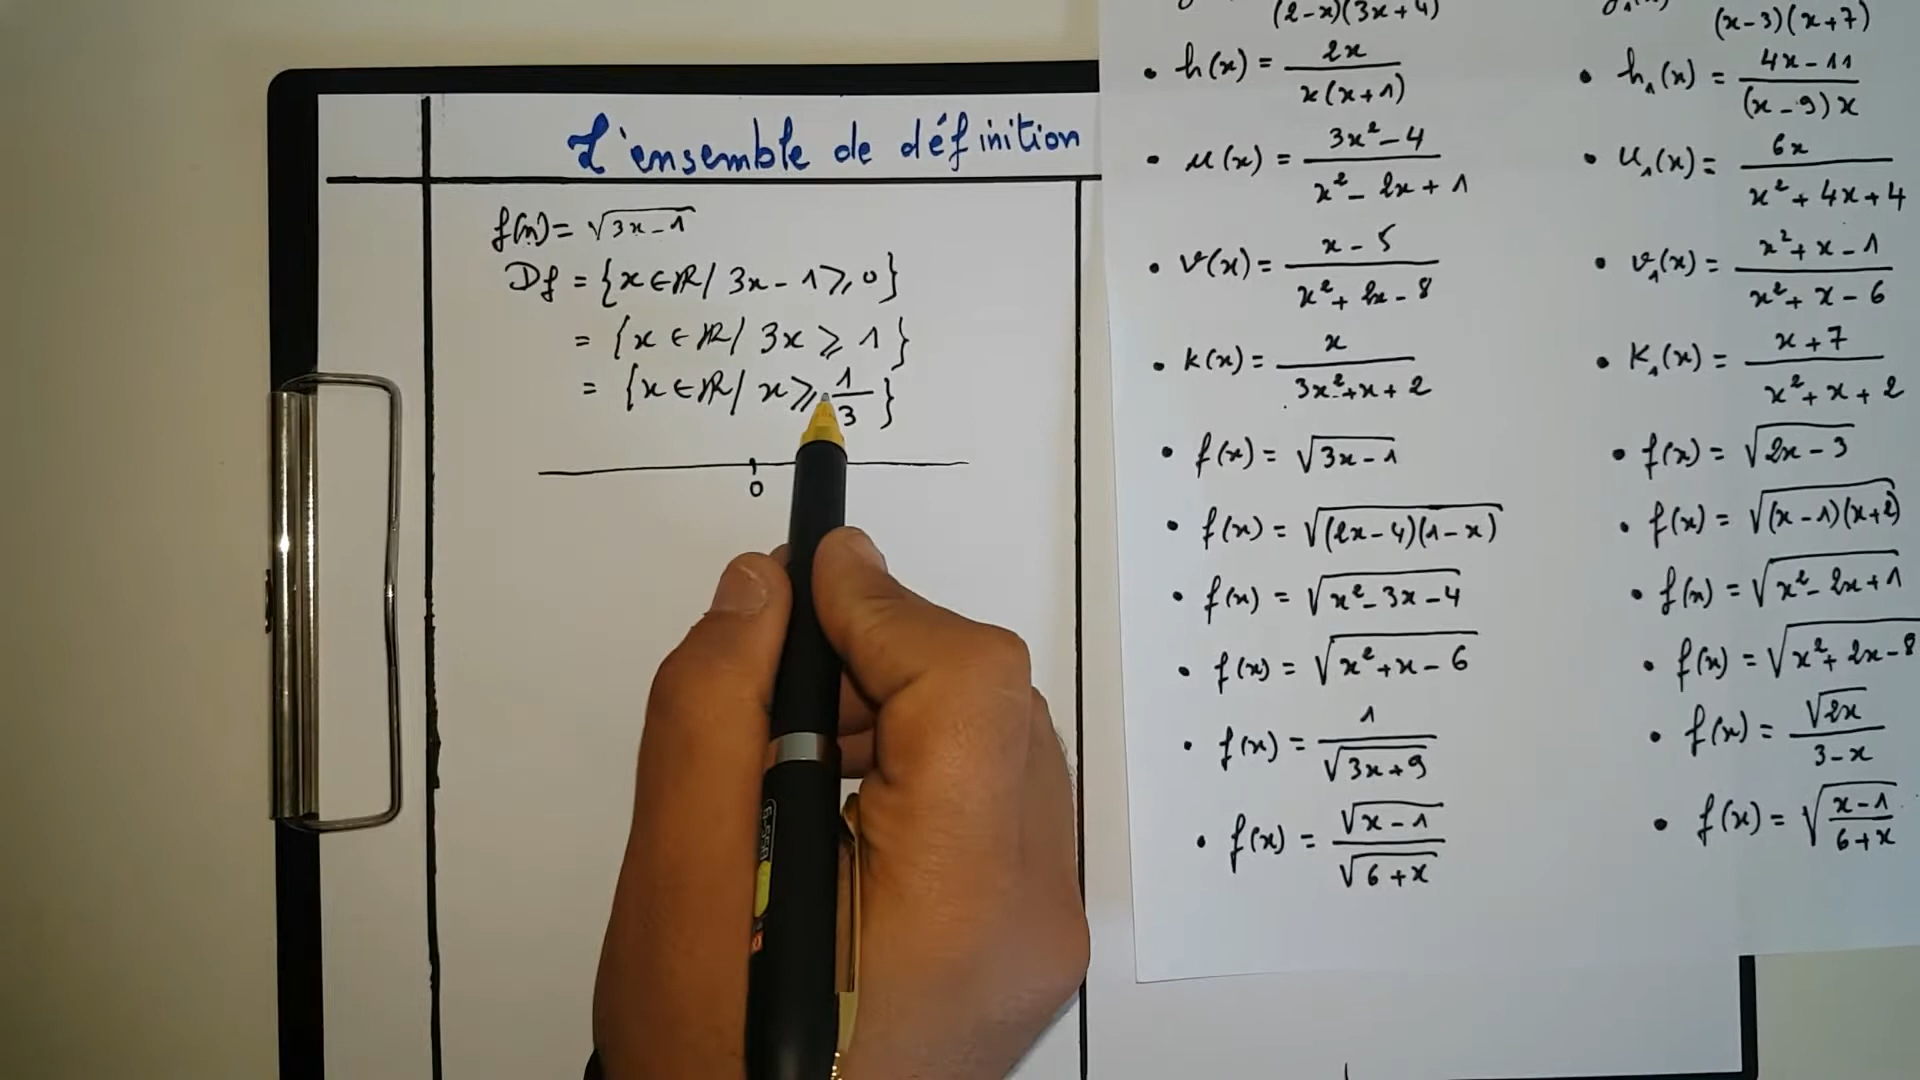 L'ensemble de définition
f(x) = √(3x-1)
Df = {x ∈ ℝ / 3x - 1 ⩾ 0}
= {x ∈ ℝ / 3x ⩾ 1}
= {x ∈ ℝ / x ⩾ 1/3}
0
(2-x)(3x+4)
• h(x) = 2x / x(x+1)
• u(x) = 3x²-4 / x²-2x+1
• v(x) = x-5 / x²+2x-8
• k(x) = x / 3x²+x+2
• f(x) = √(3x-1)
• f(x) = √((2x-4)(1-x))
• f(x) = √(x²-3x-4)
• f(x) = √(x²+x-6)
• f(x) = 1 / √(3x+9)
• f(x) = √(x-1) / √(6+x)
(x-3)(x+7)
• h₁(x) = 4x-11 / (x-9)x
• u₁(x) = 6x / x²+4x+4
• v₁(x) = x²+x-1 / x²+x-6
• K₁(x) = x+7 / x²+x+2
• f(x) = √(2x-3)
• f(x) = √((x-1)(x+2))
• f(x) = √(x²-2x+1)
• f(x) = √(x²+2x-8)
• f(x) = √(2x) / 3-x
• f(x) = √(x-1 / 6+x)